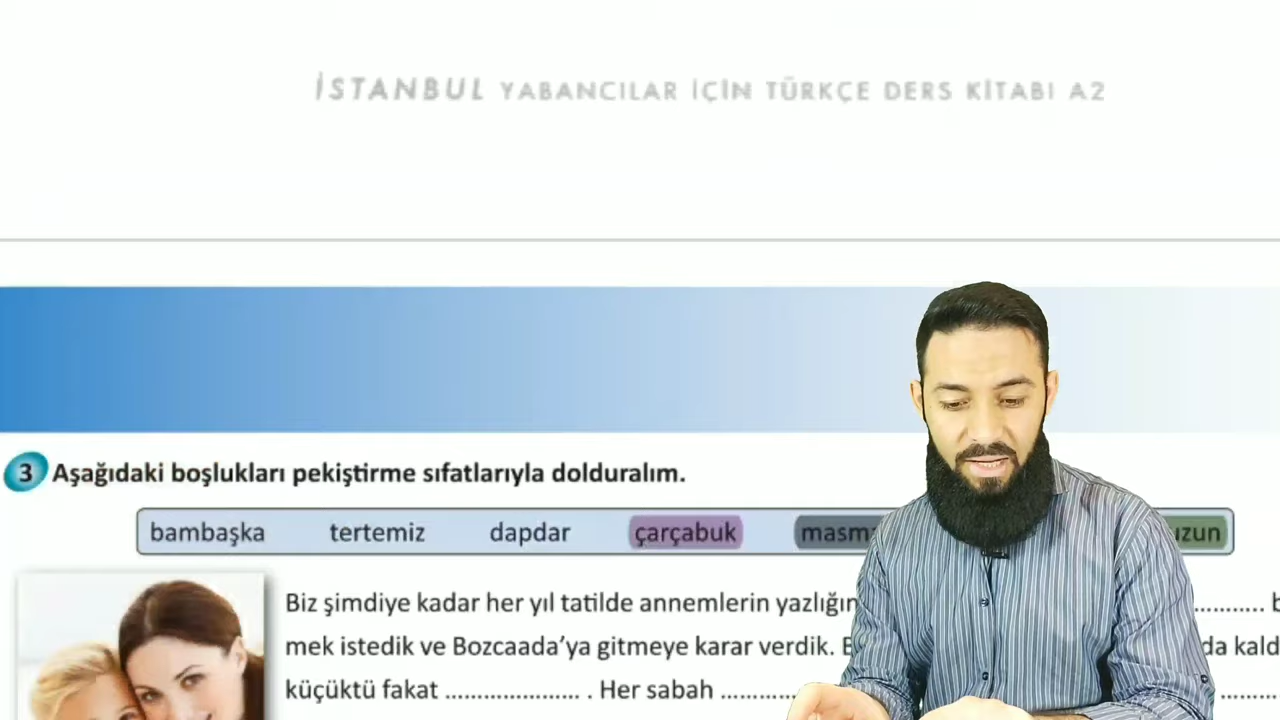 İSTANBUL YABANCILAR İÇİN TÜRKÇE DERS KİTABI A2
3 Aşağıdaki boşlukları pekiştirme sıfatlarıyla dolduralım.
bambaşka tertemiz dapdar çarçabuk masm uzun
Biz şimdiye kadar her yıl tatilde annemlerin yazlığın ............ b
mek istedik ve Bozcaada’ya gitmeye karar verdik. B da kald
küçüktü fakat ...................... . Her sabah ............ .........